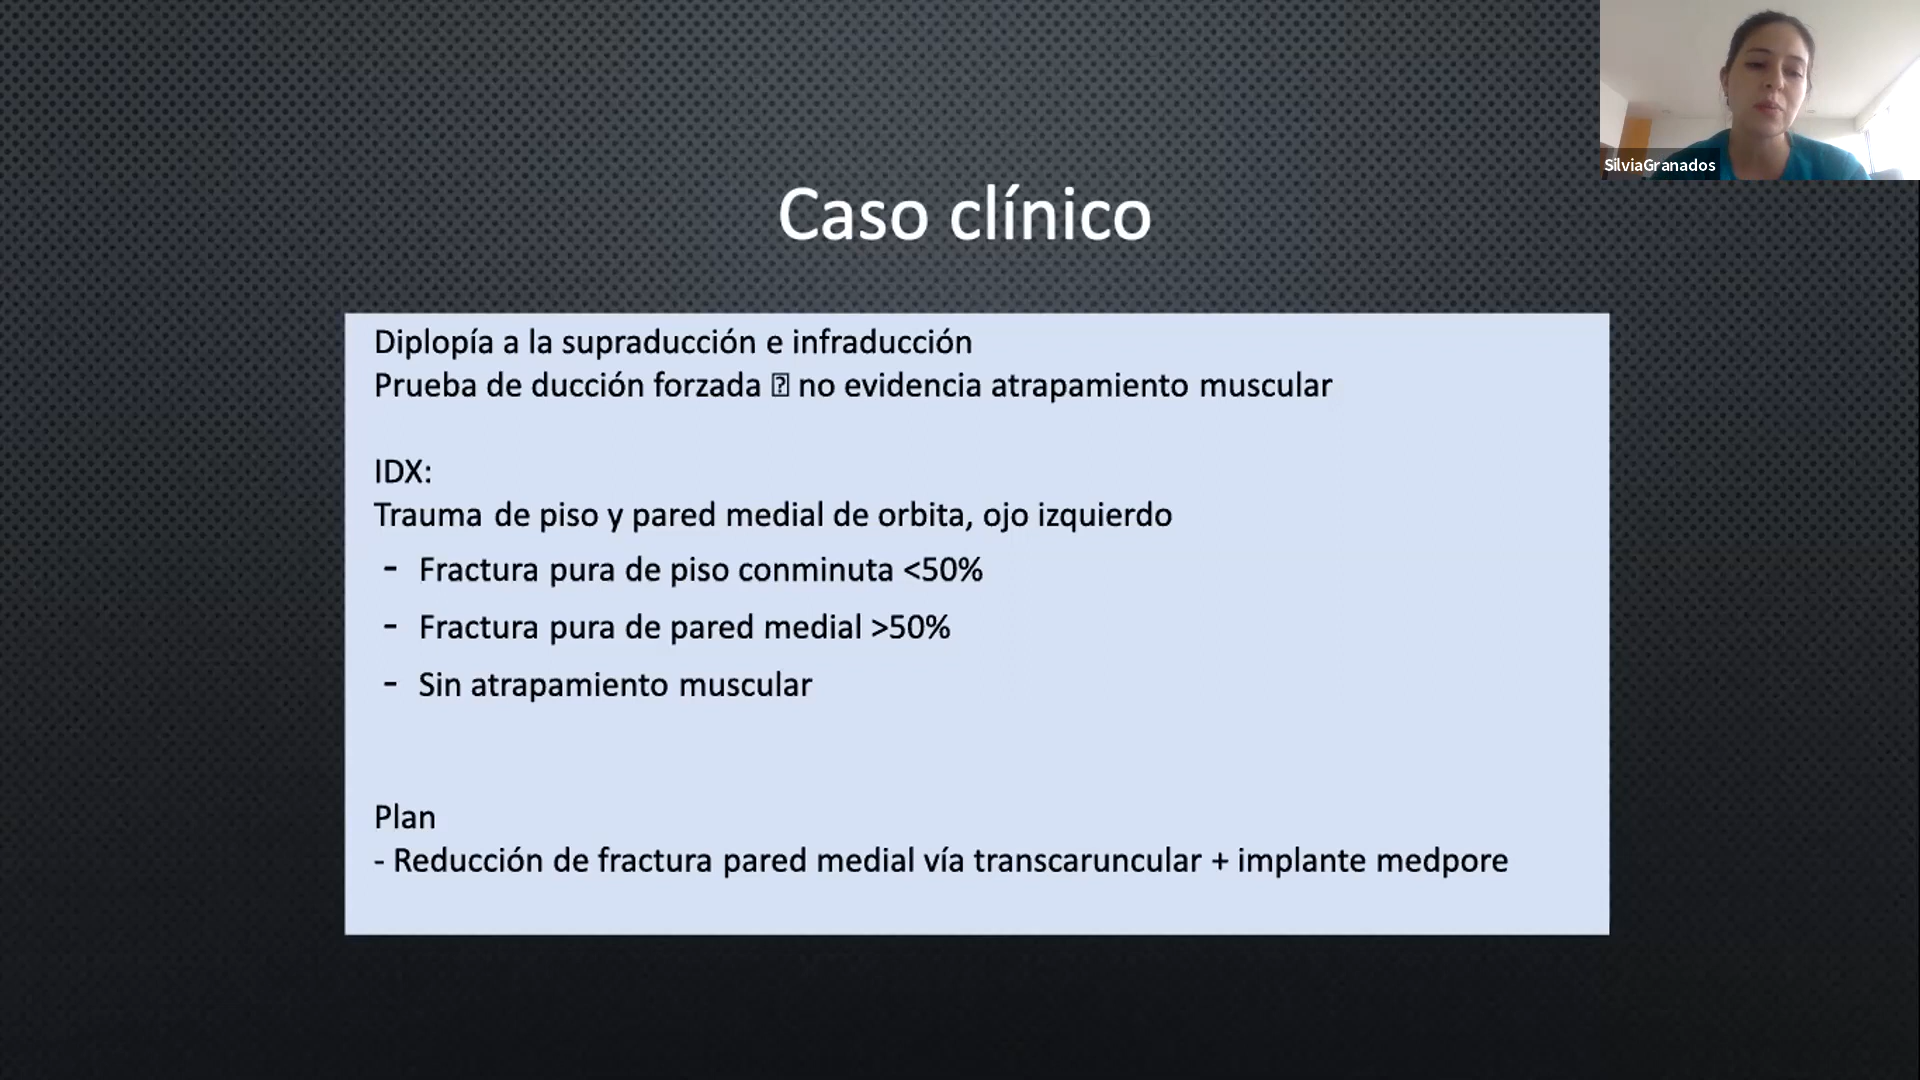 SilviaGranados
Caso clínico
Diplopía a la supraducción e infraducción
Prueba de ducción forzada ⍰ no evidencia atrapamiento muscular
IDX:
Trauma de piso y pared medial de orbita, ojo izquierdo
- Fractura pura de piso conminuta <50%
- Fractura pura de pared medial >50%
- Sin atrapamiento muscular
Plan
- Reducción de fractura pared medial vía transcaruncular + implante medpore